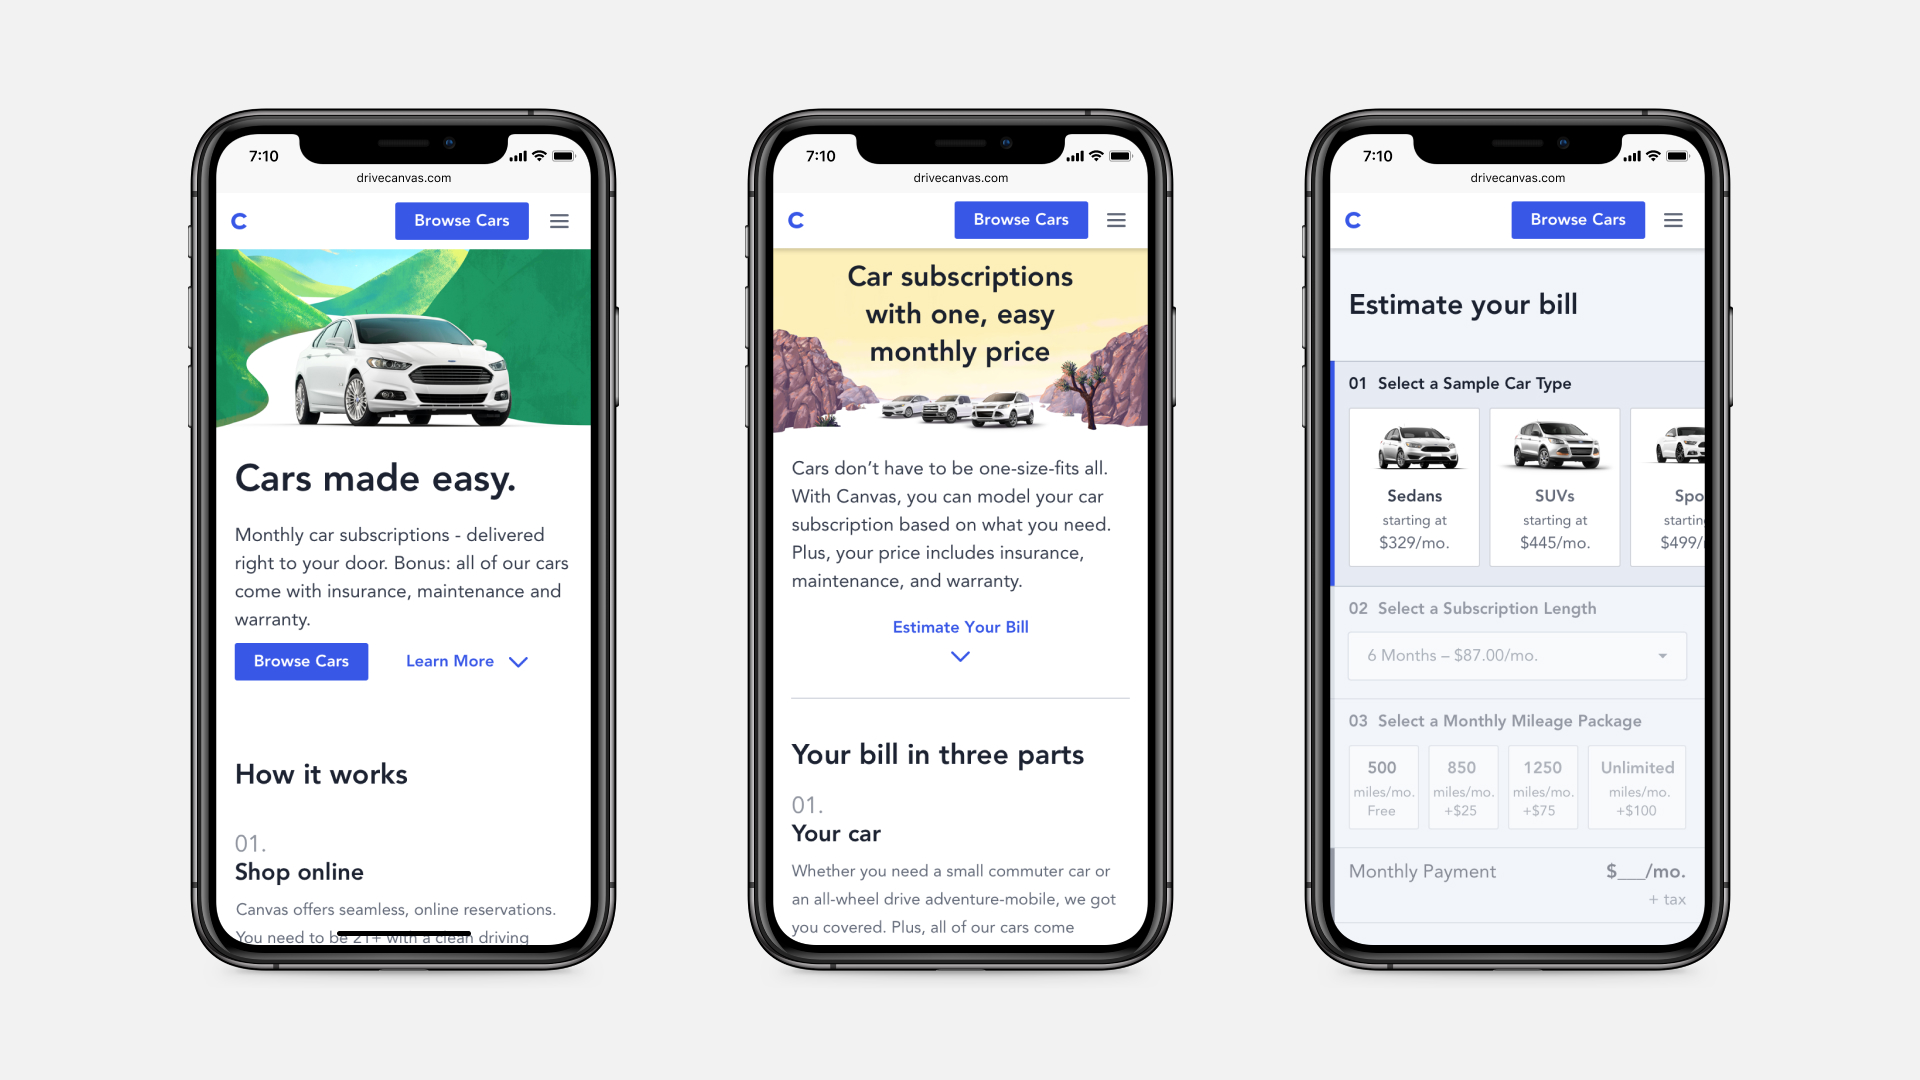 7:10
drivecanvas.com
C
Browse Cars
Cars made easy.
Monthly car subscriptions - delivered
right to your door. Bonus: all of our cars
come with insurance, maintenance and
warranty.
Browse Cars
Learn More
How it works
01.
Shop online
Canvas offers seamless, online reservations.
You need to be 21+ with a clean driving
7:10
drivecanvas.com
C
Browse Cars
Car subscriptions
with one, easy
monthly price
Cars don’t have to be one-size-fits all.
With Canvas, you can model your car
subscription based on what you need.
Plus, your price includes insurance,
maintenance, and warranty.
Estimate Your Bill
Your bill in three parts
01.
Your car
Whether you need a small commuter car or
an all-wheel drive adventure-mobile, we got
you covered. Plus, all of our cars come
7:10
drivecanvas.com
C
Browse Cars
Estimate your bill
01 Select a Sample Car Type
Sedans
starting at
$329/mo.
SUVs
starting at
$445/mo.
Spo
startin
$499/
02 Select a Subscription Length
6 Months – $87.00/mo.
03 Select a Monthly Mileage Package
500
miles/mo.
Free
850
miles/mo.
+$25
1250
miles/mo.
+$75
Unlimited
miles/mo.
+$100
Monthly Payment $__/mo.
+ tax